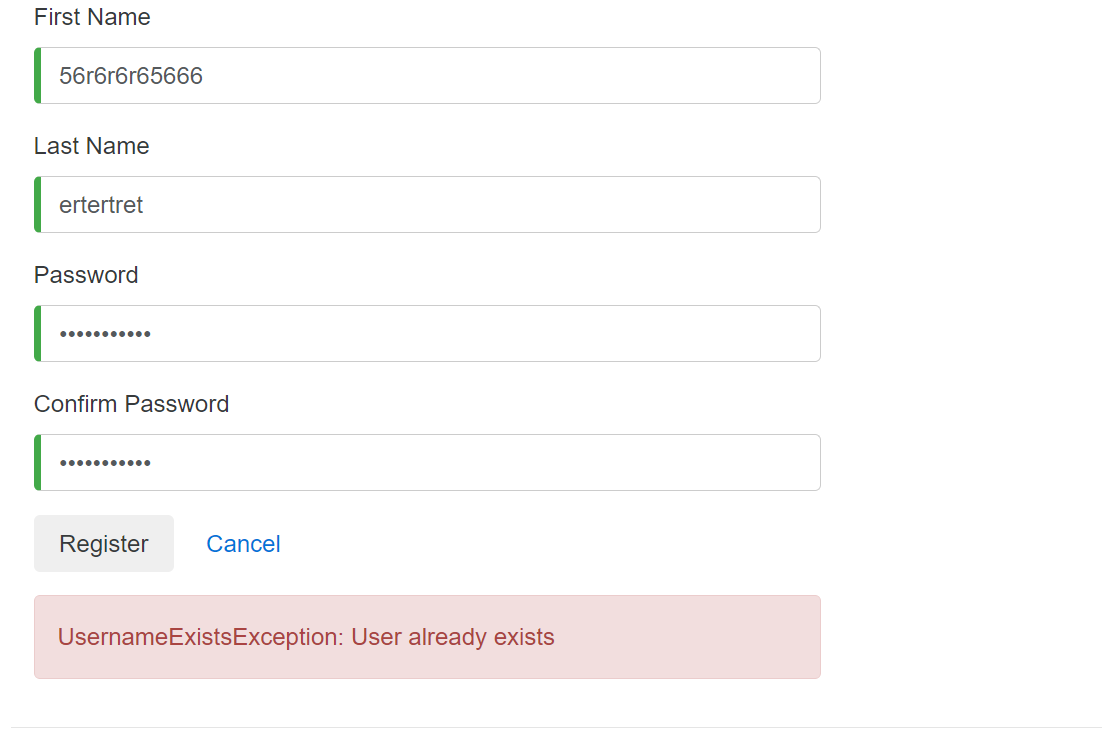 First Name
56r6r6r65666
Last Name
ertertret
Password
•••••••••••
Confirm Password
•••••••••••
Register Cancel
UsernameExistsException: User already exists